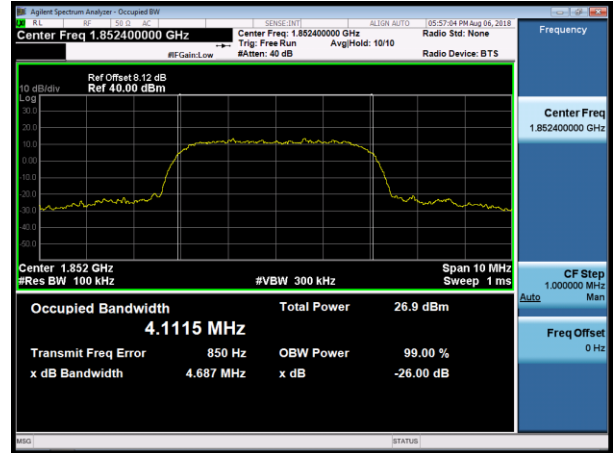 Agilent Spectrum Analyzer - Occupied BW
RL RF 50 Ω AC SENSE:INT ALIGN AUTO 05:57:04 PM Aug 06, 2018
Center Freq 1.852400000 GHz
Center Freq: 1.852400000 GHz
Radio Std: None
Trig: Free Run Avg|Hold: 10/10
#IFGain:Low #Atten: 40 dB Radio Device: BTS
Frequency
Ref Offset 8.12 dB
10 dB/div Ref 40.00 dBm
Log
30.0
20.0
10.0
0.00
-10.0
-20.0
-30.0
-40.0
-50.0
Center Freq
1.852400000 GHz
Center 1.852 GHz Span 10 MHz
#Res BW 100 kHz #VBW 300 kHz Sweep 1 ms
CF Step
1.000000 MHz
Auto Man
Occupied Bandwidth Total Power 26.9 dBm
4.1115 MHz
Transmit Freq Error 850 Hz OBW Power 99.00 %
x dB Bandwidth 4.687 MHz x dB -26.00 dB
Freq Offset
0 Hz
MSG STATUS